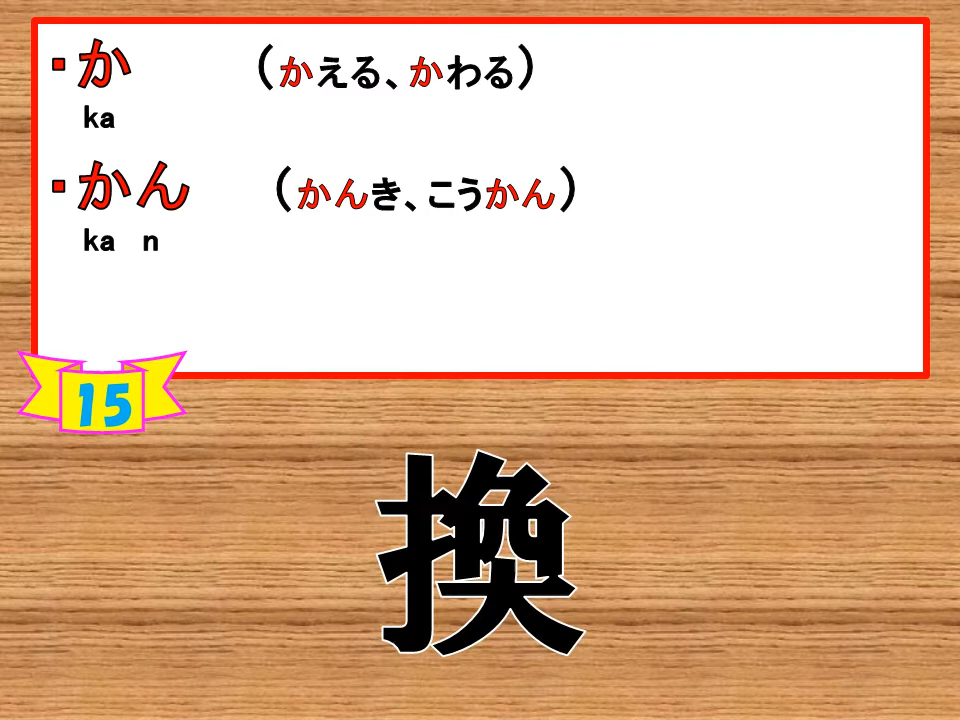 ・か （かえる、かわる）
ka
・かん （かんき、こうかん）
ka n
15
換